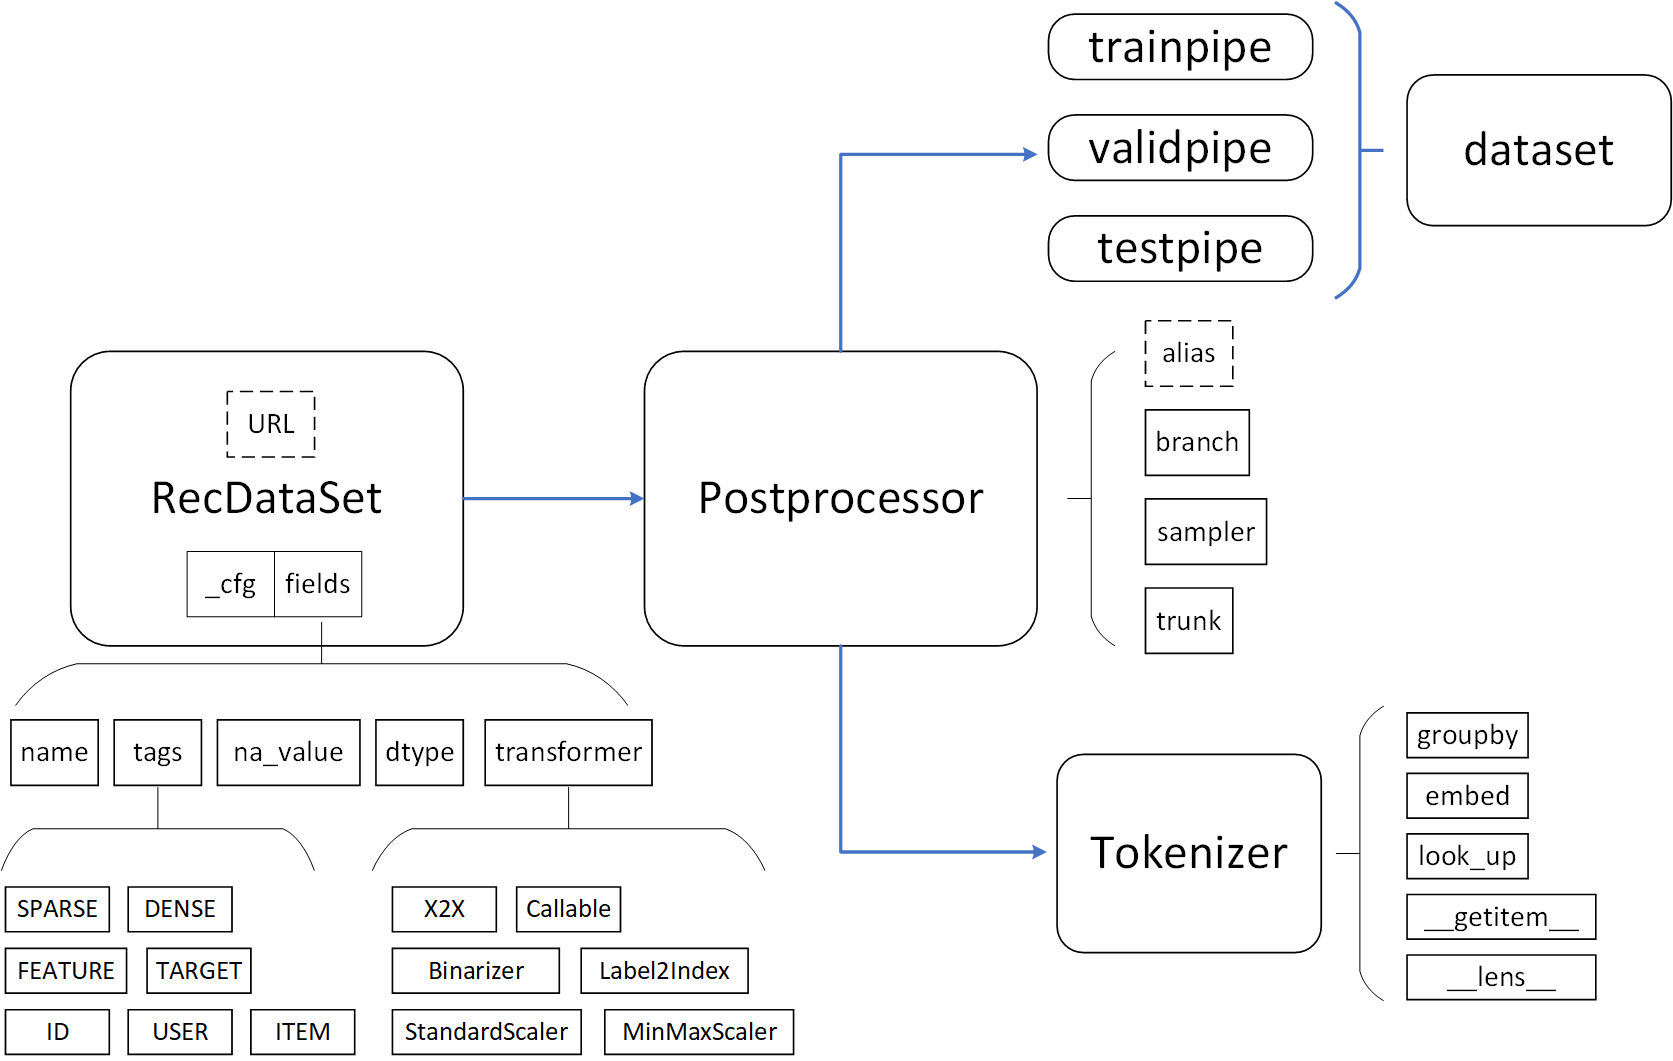 trainpipe
validpipe
testpipe
dataset
URL
RecDataSet
_cfg
fields
Postprocessor
alias
branch
sampler
trunk
name
tags
na_value
dtype
transformer
SPARSE
DENSE
FEATURE
TARGET
ID
USER
ITEM
X2X
Callable
Binarizer
Label2Index
StandardScaler
MinMaxScaler
Tokenizer
groupby
embed
look_up
__getitem__
__lens__